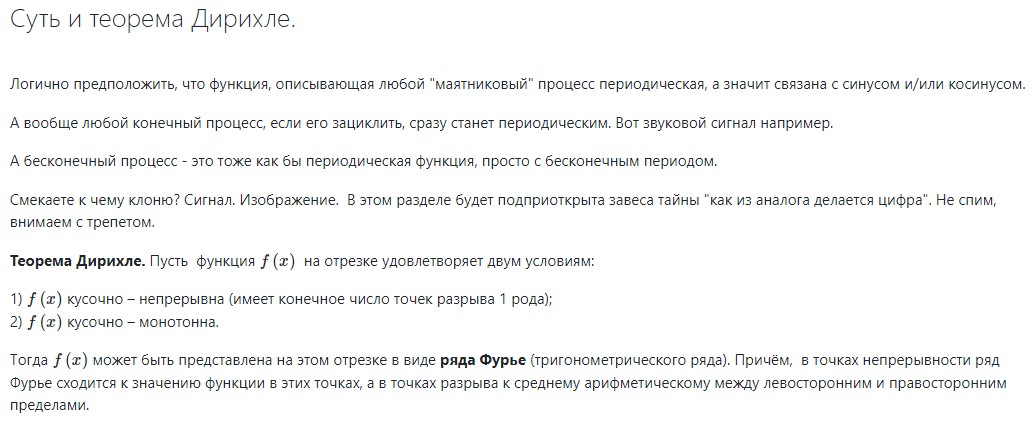 Суть и теорема Дирихле.
Логично предположить, что функция, описывающая любой "маятниковый" процесс периодическая, а значит связана с синусом и/или косинусом.
А вообще любой конечный процесс, если его зациклить, сразу станет периодическим. Вот звуковой сигнал например.
А бесконечный процесс - это тоже как бы периодическая функция, просто с бесконечным периодом.
Смекаете к чему клоню? Сигнал. Изображение. В этом разделе будет подприоткрыта завеса тайны "как из аналога делается цифра". Не спим,
внимаем с трепетом.
Теорема Дирихле. Пусть функция f (x) на отрезке удовлетворяет двум условиям:
1) f (x) кусочно – непрерывна (имеет конечное число точек разрыва 1 рода);
2) f (x) кусочно – монотонна.
Тогда f (x) может быть представлена на этом отрезке в виде ряда Фурье (тригонометрического ряда). Причём, в точках непрерывности ряд
Фурье сходится к значению функции в этих точках, а в точках разрыва к среднему арифметическому между левосторонним и правосторонним
пределами.